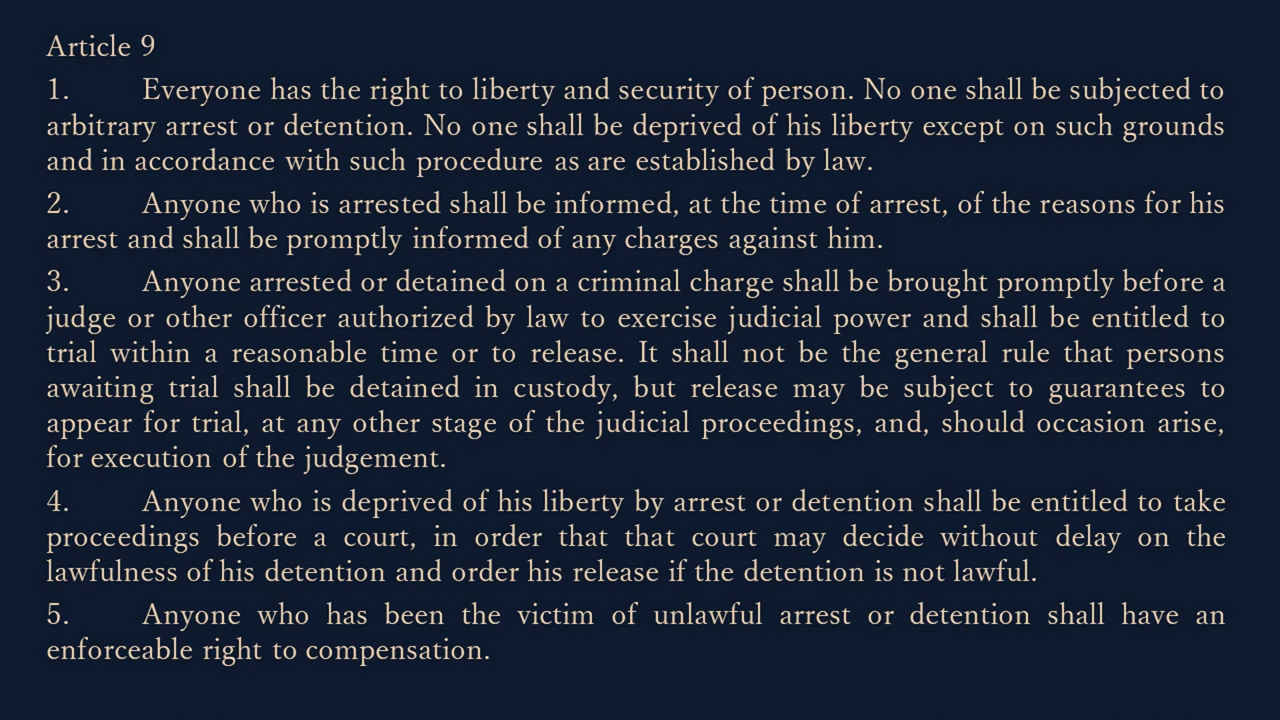 Article 9
1. Everyone has the right to liberty and security of person. No one shall be subjected to
arbitrary arrest or detention. No one shall be deprived of his liberty except on such grounds
and in accordance with such procedure as are established by law.
2. Anyone who is arrested shall be informed, at the time of arrest, of the reasons for his
arrest and shall be promptly informed of any charges against him.
3. Anyone arrested or detained on a criminal charge shall be brought promptly before a
judge or other officer authorized by law to exercise judicial power and shall be entitled to
trial within a reasonable time or to release. It shall not be the general rule that persons
awaiting trial shall be detained in custody, but release may be subject to guarantees to
appear for trial, at any other stage of the judicial proceedings, and, should occasion arise,
for execution of the judgement.
4. Anyone who is deprived of his liberty by arrest or detention shall be entitled to take
proceedings before a court, in order that that court may decide without delay on the
lawfulness of his detention and order his release if the detention is not lawful.
5. Anyone who has been the victim of unlawful arrest or detention shall have an
enforceable right to compensation.